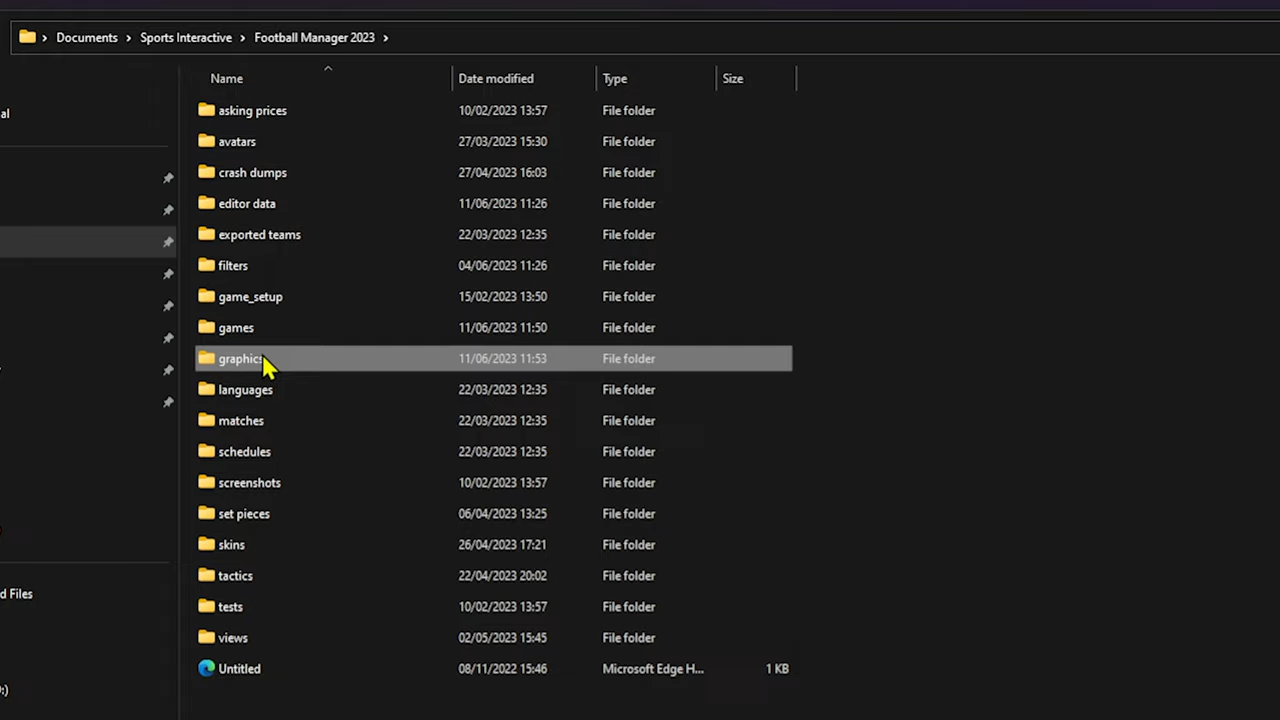 Documents > Sports Interactive > Football Manager 2023 >
Name Date modified Type Size
asking prices 10/02/2023 13:57 File folder
al
avatars 27/03/2023 15:30 File folder
crash dumps 27/04/2023 16:03 File folder
editor data 11/06/2023 11:26 File folder
exported teams 22/03/2023 12:35 File folder
filters 04/06/2023 11:26 File folder
game_setup 15/02/2023 13:50 File folder
games 11/06/2023 11:50 File folder
graphics 11/06/2023 11:53 File folder
languages 22/03/2023 12:35 File folder
matches 22/03/2023 12:35 File folder
schedules 22/03/2023 12:35 File folder
screenshots 10/02/2023 13:57 File folder
set pieces 06/04/2023 13:25 File folder
skins 26/04/2023 17:21 File folder
tactics 22/04/2023 20:02 File folder
d Files
tests 10/02/2023 13:57 File folder
views 02/05/2023 15:45 File folder
Untitled 08/11/2022 15:46 Microsoft Edge H... 1 KB
:)